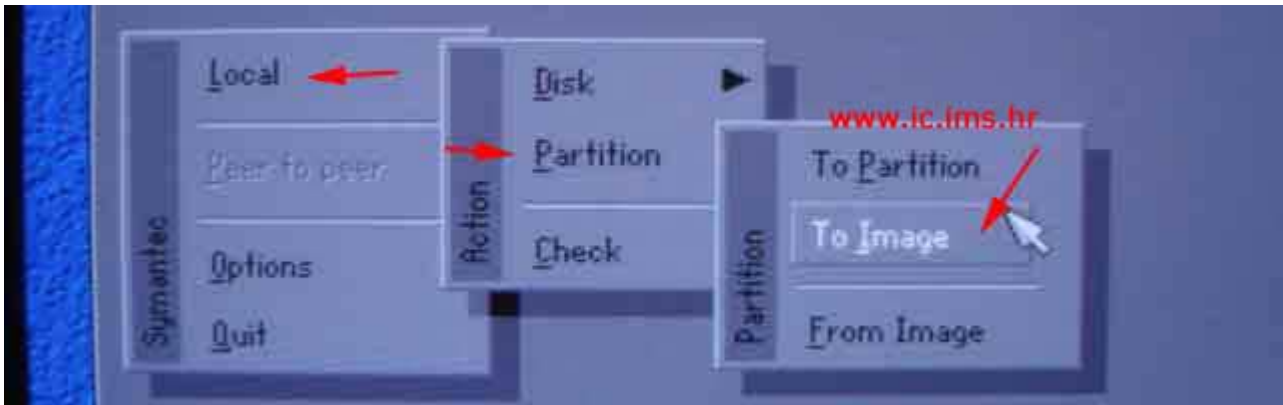 Symantec
Local
Peer to peer
Options
Quit
Action
Disk
Partition
Check
www.ic.ims.hr
Partition
To Partition
To Image
From Image